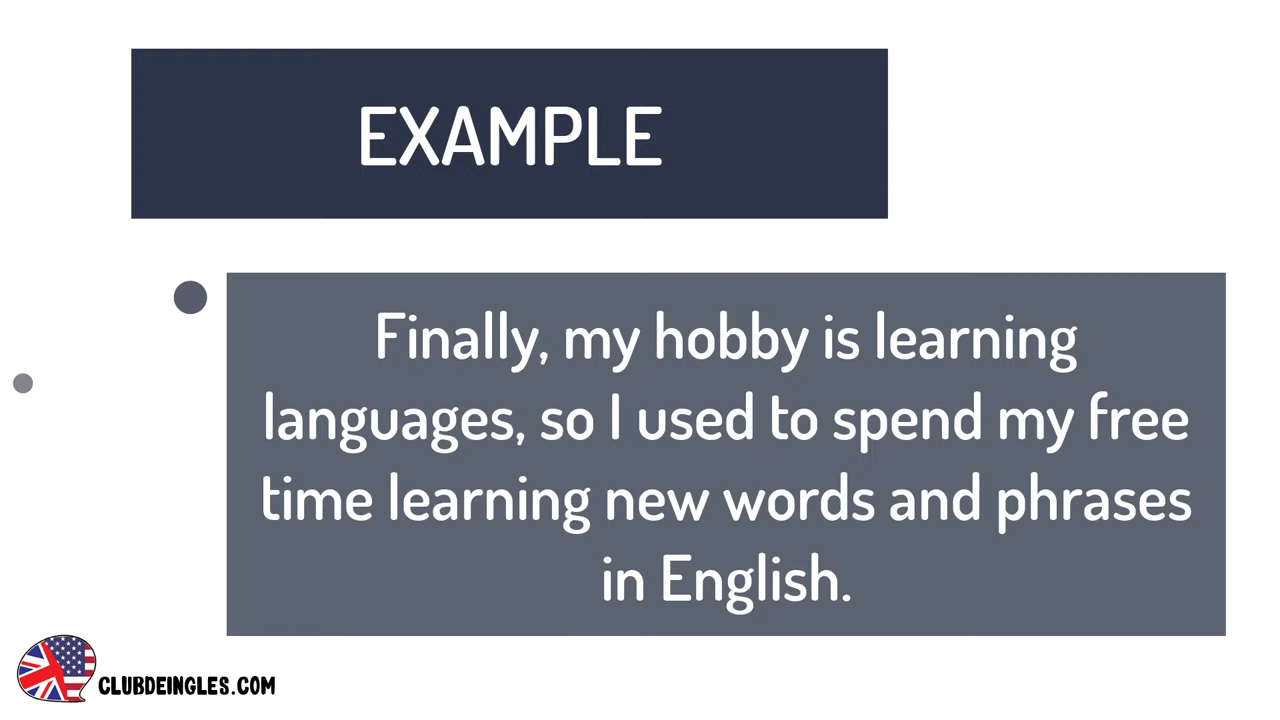 EXAMPLE
Finally, my hobby is learning
languages, so I used to spend my free
time learning new words and phrases
in English.
CLUBDEINGLES.COM